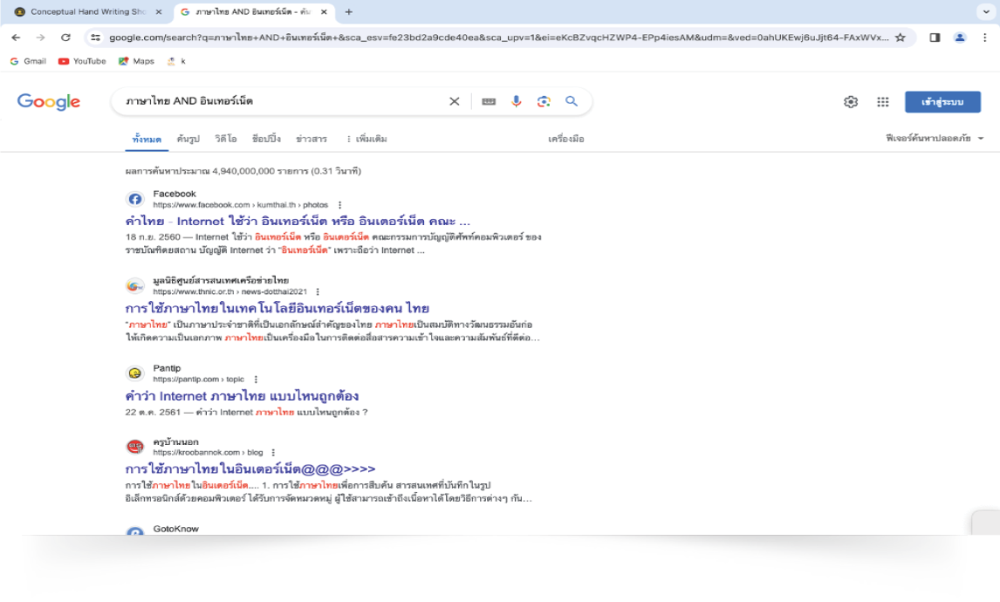 Conceptual Hand Writing Sho
ภาษาไทย AND อินเทอร์เน็ต - ค้น
google.com/search?q=ภาษาไทย+AND+อินเทอร์เน็ต+&sca_esv=fe23bd2a9cde40ea&sca_upv=1&ei=eKcBZvqcHZWP4-EPp4iesAM&udm=&ved=0ahUKEwj6uJjt64-FAxWVx...
Gmail YouTube Maps k
Google ภาษาไทย AND อินเทอร์เน็ต เข้าสู่ระบบ
ทั้งหมด ค้นรูป วิดีโอ ช็อปปิ้ง ข่าวสาร : เพิ่มเติม เครื่องมือ ฟีเจอร์ค้นหาปลอดภัย
ผลการค้นหาประมาณ 4,940,000,000 รายการ (0.31 วินาที)
Facebook
https://www.facebook.com › kumthai.th › photos
คำไทย - Internet ใช้ว่า อินเทอร์เน็ต หรือ อินเตอร์เน็ต คณะ ...
18 ก.ย. 2560 — Internet ใช้ว่า อินเทอร์เน็ต หรือ อินเตอร์เน็ต คณะกรรมการบัญญัติศัพท์คอมพิวเตอร์ ของ
ราชบัณฑิตยสถาน บัญญัติ Internet ว่า "อินเทอร์เน็ต" เพราะถือว่า Internet ...
มูลนิธิศูนย์สารสนเทศเครือข่ายไทย
https://www.thnic.or.th › news-dotthai2021
การใช้ภาษาไทยในเทคโนโลยีอินเทอร์เน็ตของคนไทย
"ภาษาไทย" เป็นภาษาประจำชาติที่เป็นเอกลักษณ์สำคัญของไทย ภาษาไทยเป็นสมบัติทางวัฒนธรรมอันก่อ
ให้เกิดความเป็นเอกภาพ ภาษาไทยเป็นเครื่องมือในการติดต่อสื่อสารความเข้าใจและความสัมพันธ์ที่ดีต่อ...
Pantip
https://pantip.com › topic
คำว่า Internet ภาษาไทย แบบไหนถูกต้อง
22 ต.ค. 2561 — คำว่า Internet ภาษาไทย แบบไหนถูกต้อง ?
ครูบ้านนอก
https://kroobannok.com › blog
การใช้ภาษาไทยในอินเตอร์เน็ต@@@>>>>
การใช้ภาษาไทยในอินเตอร์เน็ต.... 1. การใช้ภาษาไทยเพื่อการสืบค้น สารสนเทศที่บันทึกในรูป
อิเล็กทรอนิกส์ด้วยคอมพิวเตอร์ ได้รับการจัดหมวดหมู่ ผู้ใช้สามารถเข้าถึงเนื้อหาได้โดยวิธีการต่างๆ กัน...
GotoKnow